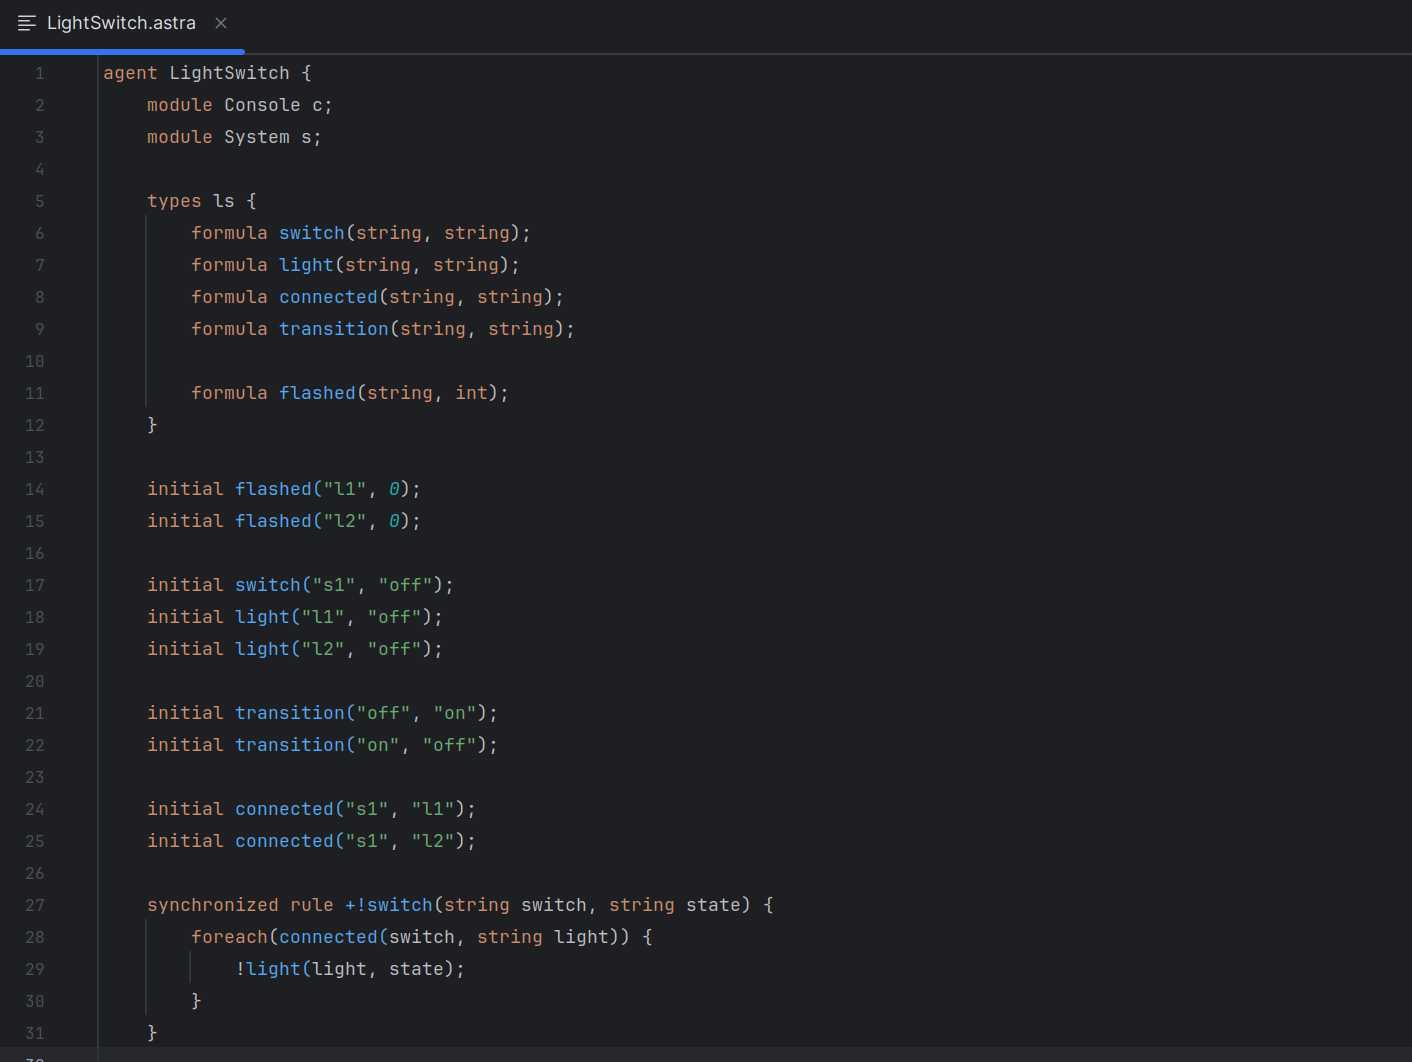 LightSwitch.astra
1 agent LightSwitch {
2 module Console c;
3 module System s;
4
5 types ls {
6 formula switch(string, string);
7 formula light(string, string);
8 formula connected(string, string);
9 formula transition(string, string);
10
11 formula flashed(string, int);
12 }
13
14 initial flashed("l1", 0);
15 initial flashed("l2", 0);
16
17 initial switch("s1", "off");
18 initial light("l1", "off");
19 initial light("l2", "off");
20
21 initial transition("off", "on");
22 initial transition("on", "off");
23
24 initial connected("s1", "l1");
25 initial connected("s1", "l2");
26
27 synchronized rule +!switch(string switch, string state) {
28 foreach(connected(switch, string light)) {
29 !light(light, state);
30 }
31 }